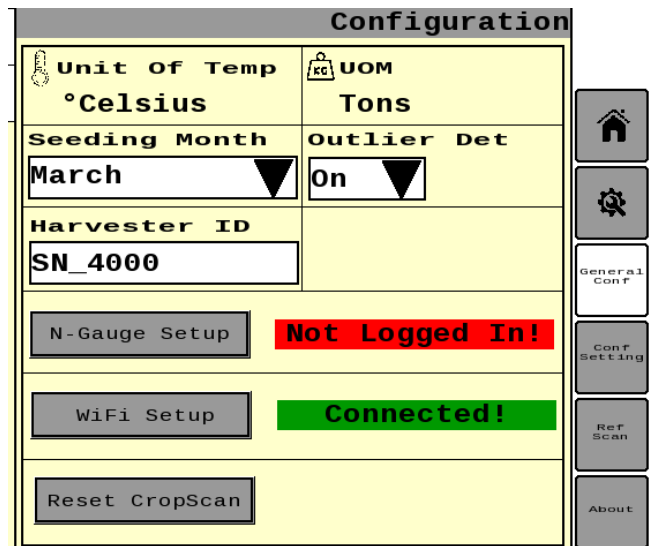 Configuration
Unit Of Temp
KG UOM
°Celsius
Tons
Seeding Month
Outlier Det
March
On
Harvester ID
SN_4000
N-Gauge Setup
Not Logged In!
WiFi Setup
Connected!
Reset CropScan
General
Conf
Conf
Setting
Ref
Scan
About